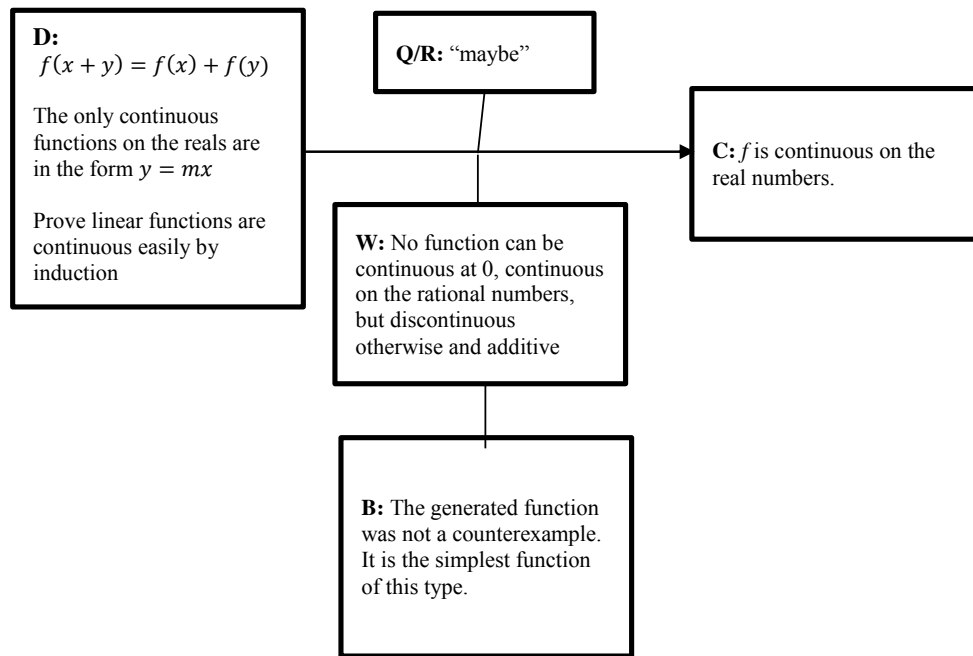 D:
f(x + y) = f(x) + f(y)
The only continuous
functions on the reals are
in the form y = mx
Prove linear functions are
continuous easily by
induction
Q/R: “maybe”
C: f is continuous on the
real numbers.
W: No function can be
continuous at 0, continuous
on the rational numbers,
but discontinuous
otherwise and additive
B: The generated function
was not a counterexample.
It is the simplest function
of this type.